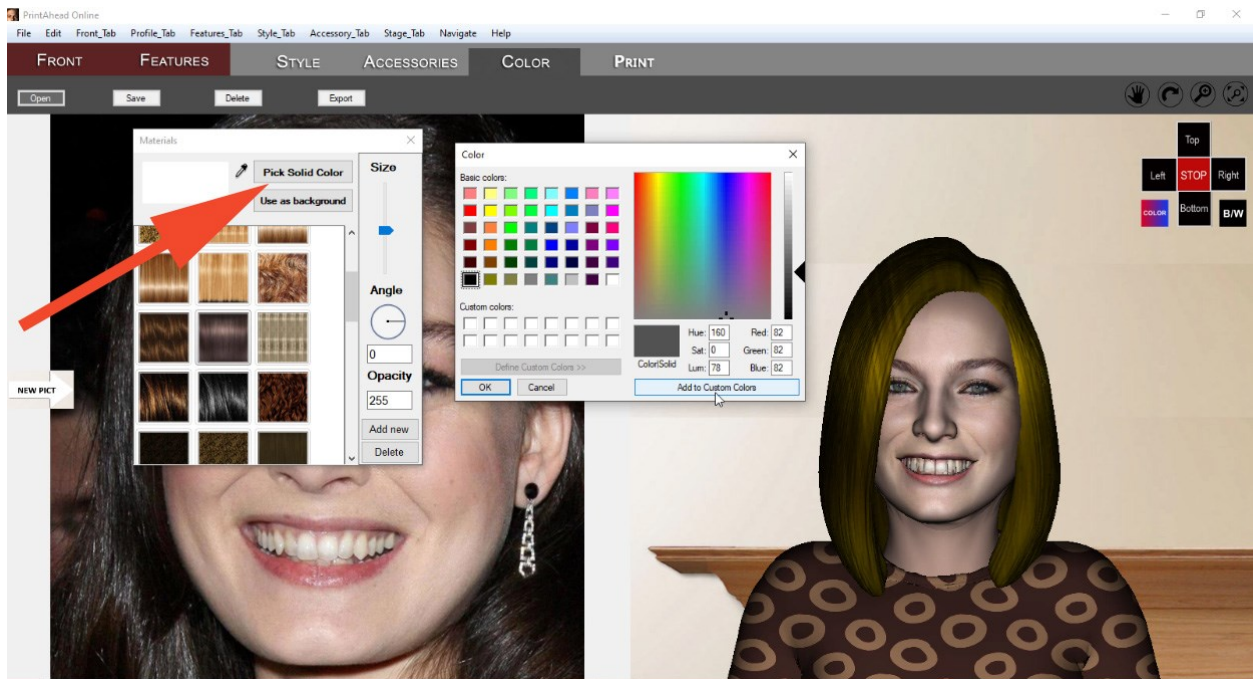 PrintAhead Online
File Edit Front_Tab Profile_Tab Features_Tab Style_Tab Accessory_Tab Stage_Tab Navigate Help
FRONT FEATURES STYLE ACCESSORIES COLOR PRINT
Open Save Delete Export
Materials
Pick Solid Color
Use as background
Size
Angle
0
Opacity
255
Add new
Delete
NEW PICT
Color
Basic colors:
Custom colors:
Define Custom Colors >>
OK Cancel
Color|Solid
Hue: 160 Red: 82
Sat: 0 Green: 82
Lum: 78 Blue: 82
Add to Custom Colors
Top
Left STOP Right
COLOR Bottom B/W